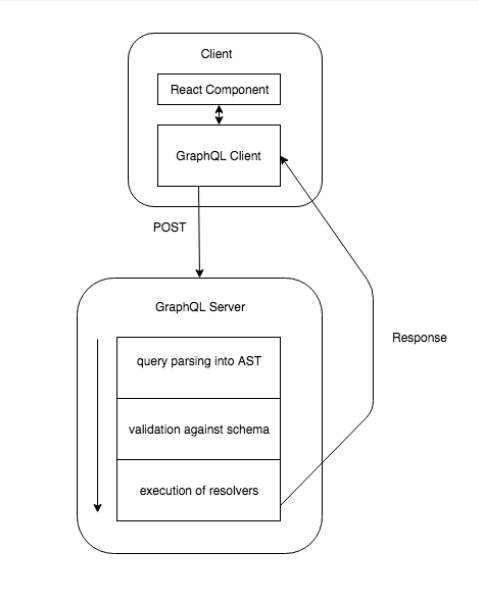 Client
React Component
GraphQL Client
POST
GraphQL Server
Response
query parsing into AST
validation against schema
execution of resolvers